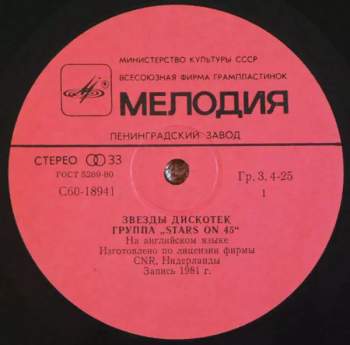 МИНИСТЕРСТВО КУЛЬТУРЫ СССР
ВСЕСОЮЗНАЯ ФИРМА ГРАМПЛАСТИНОК
МЕЛОДИЯ
ЛЕНИНГРАДСКИЙ ЗАВОД
СТЕРЕО 33
ГОСТ 5289-80
С60-18941
Гр. 3. 4-25
1
ЗВЕЗДЫ ДИСКОТЕК
ГРУППА „STARS ON 45“
На английском языке
Изготовлено по лицензии фирмы
CNR, Нидерланды
Запись 1981 г.